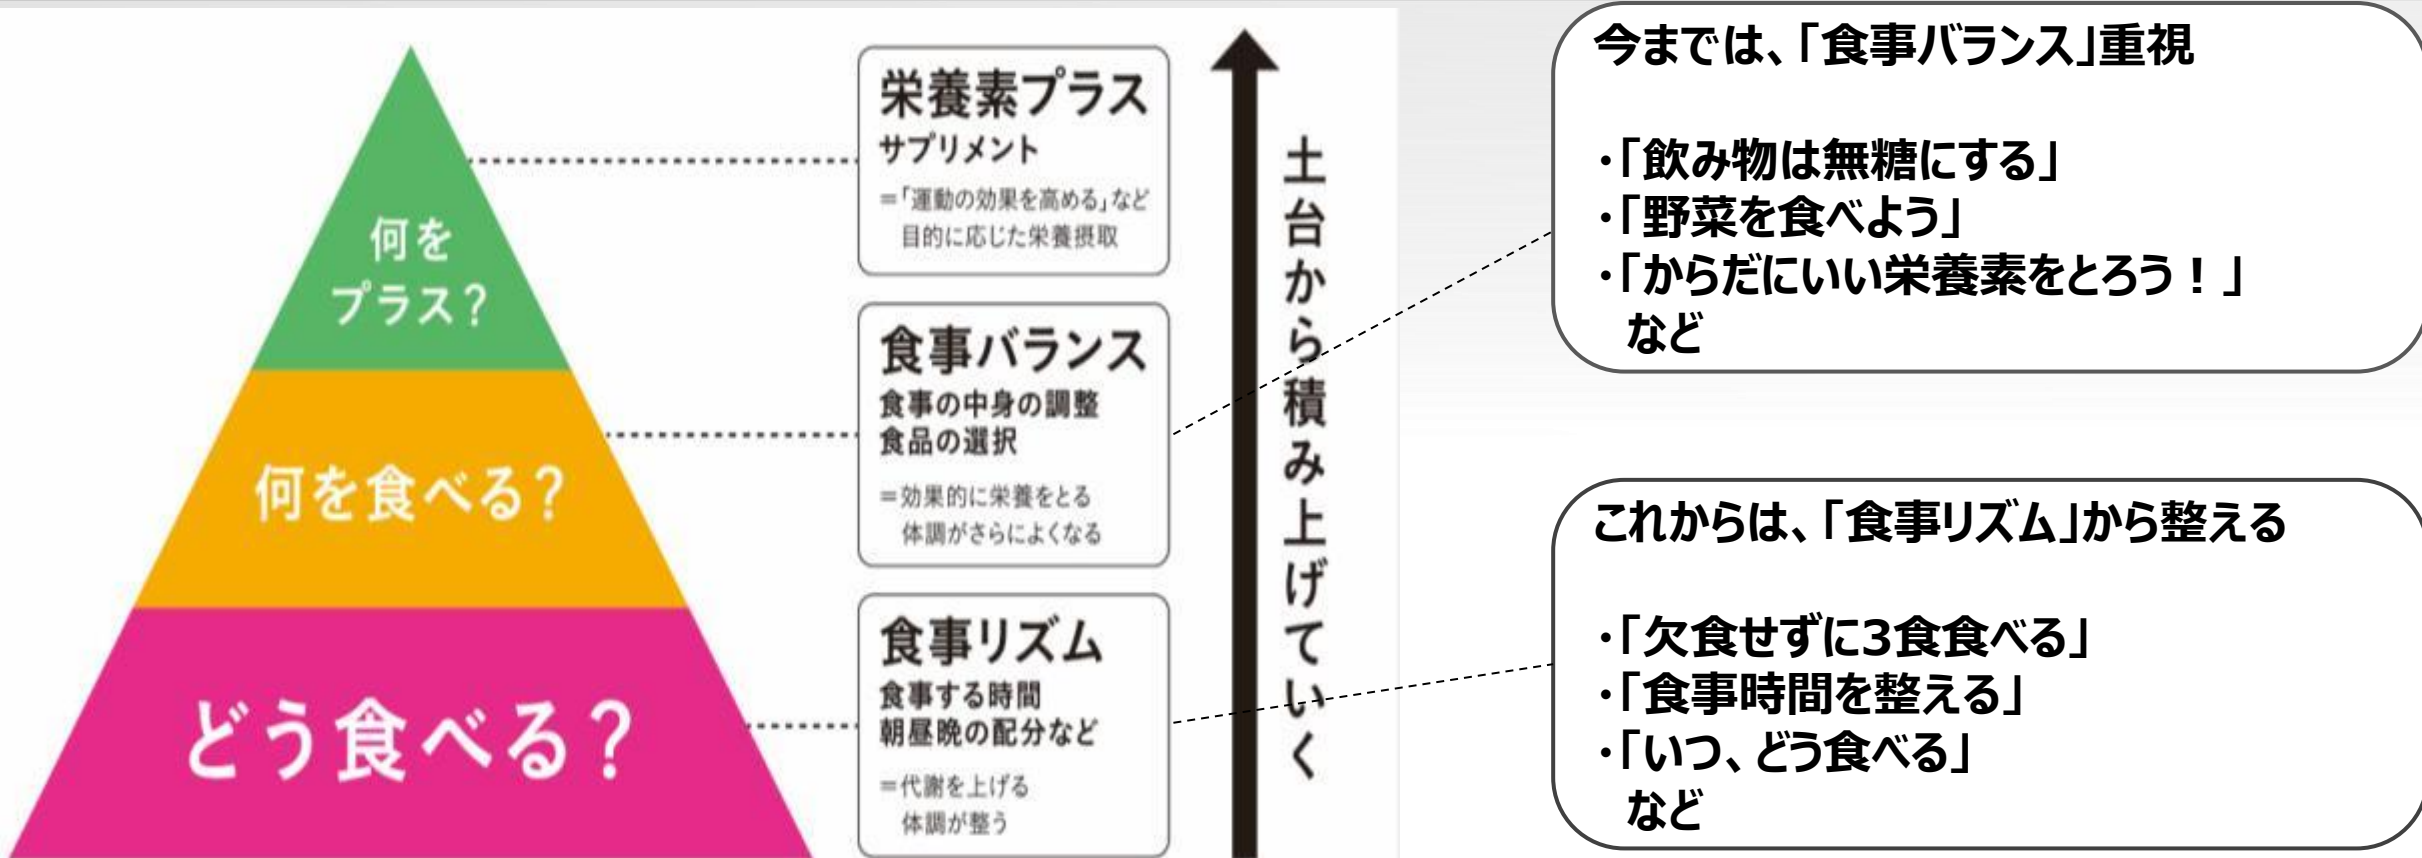 何を
プラス?
何を食べる?
どう食べる?
栄養素プラス
サプリメント
=「運動の効果を高める」など
目的に応じた栄養摂取
食事バランス
食事の中身の調整
食品の選択
=効果的に栄養をとる
体調がさらによくなる
食事リズム
食事する時間
朝昼晩の配分など
=代謝を上げる
体調が整う
土台から積み上げていく
今までは、「食事バランス」重視
・「飲み物は無糖にする」
・「野菜を食べよう」
・「からだにいい栄養素をとろう!」
など
これからは、「食事リズム」から整える
・「欠食せずに3食食べる」
・「食事時間を整える」
・「いつ、どう食べる」
など